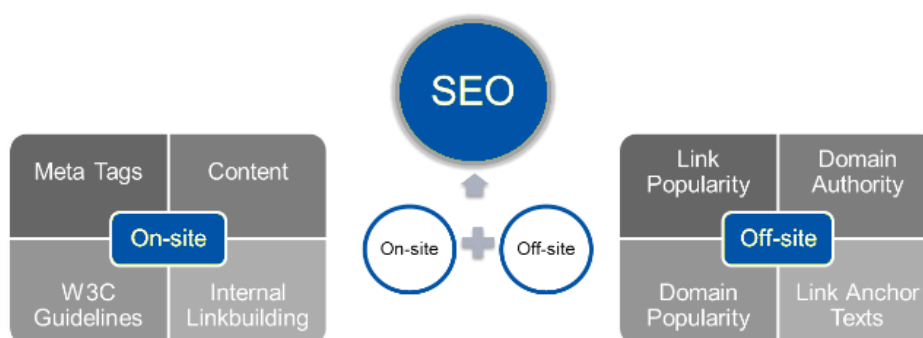 SEO
Meta Tags
Content
On-site
W3C
Guidelines
Internal
Linkbuilding
On-site
Off-site
Link
Popularity
Domain
Authority
Off-site
Domain
Popularity
Link Anchor
Texts